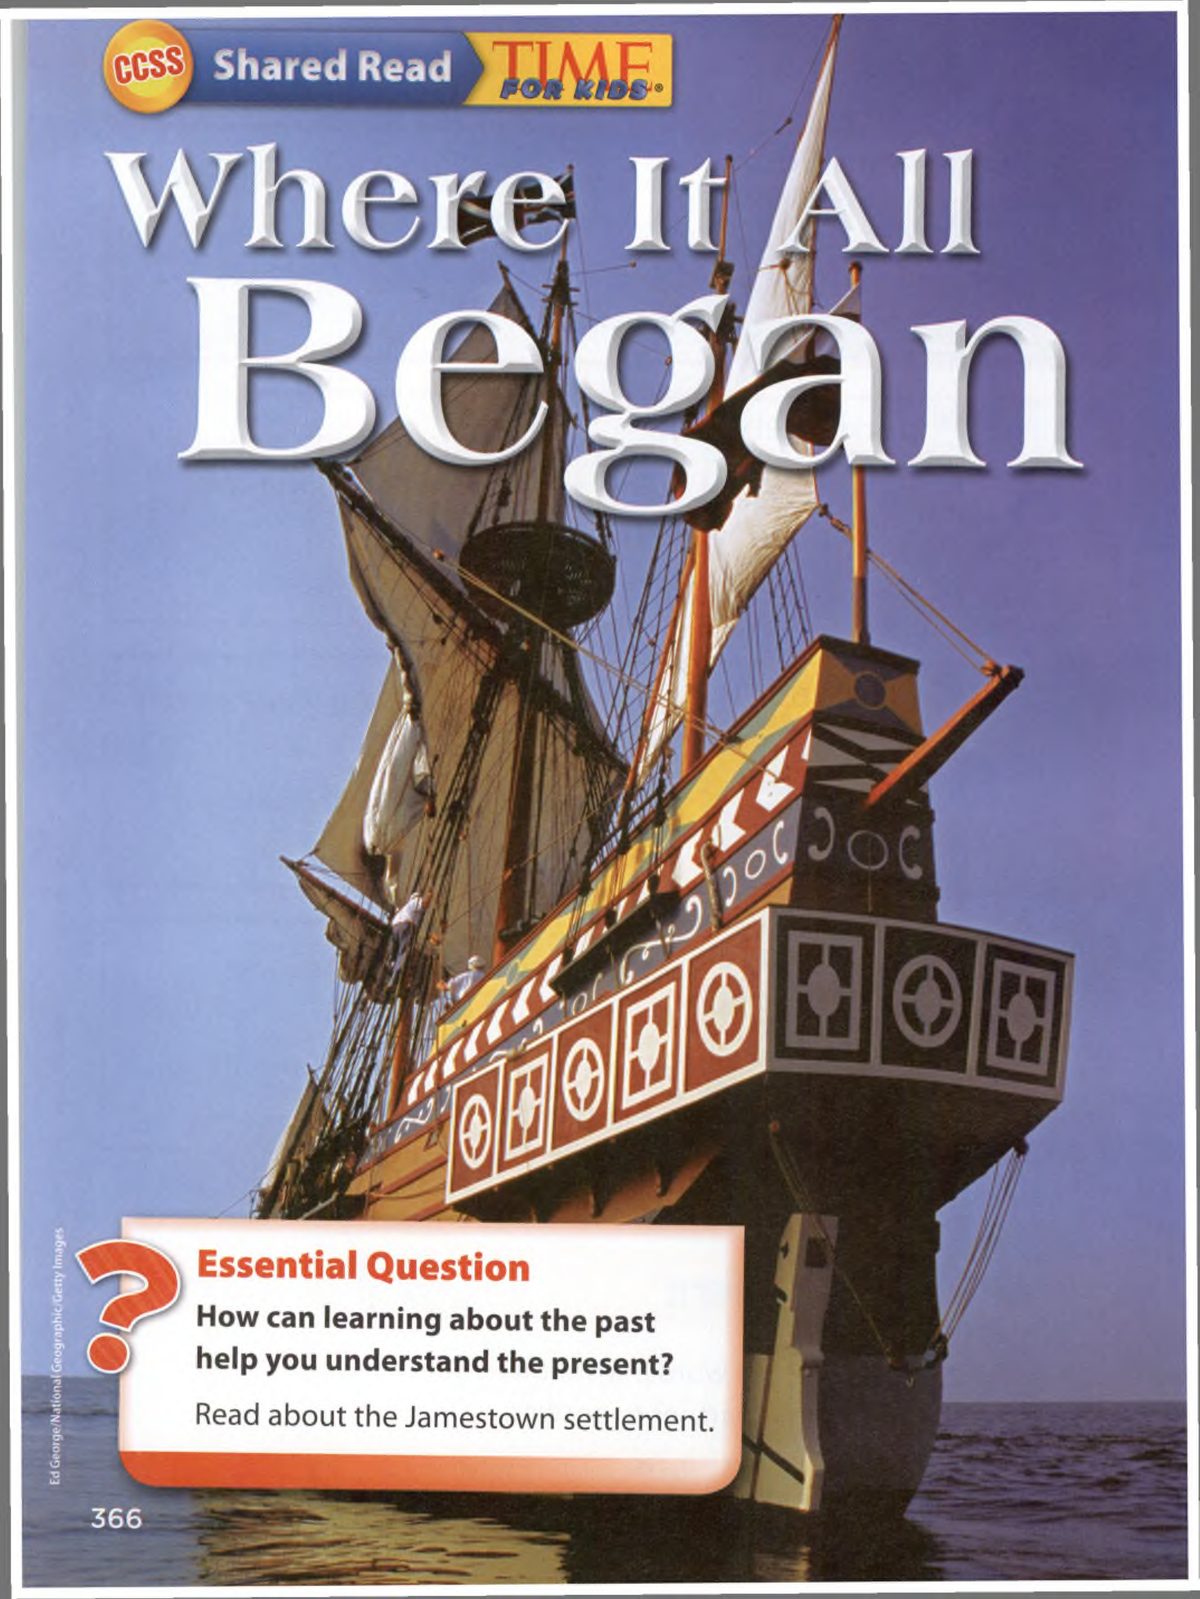 CCSS Shared Read TIME
FOR KIDS®
Where It All
Began
Essential Question
How can learning about the past
help you understand the present?
Read about the Jamestown settlement.
Ed George/National Geographic/Getty Images
366